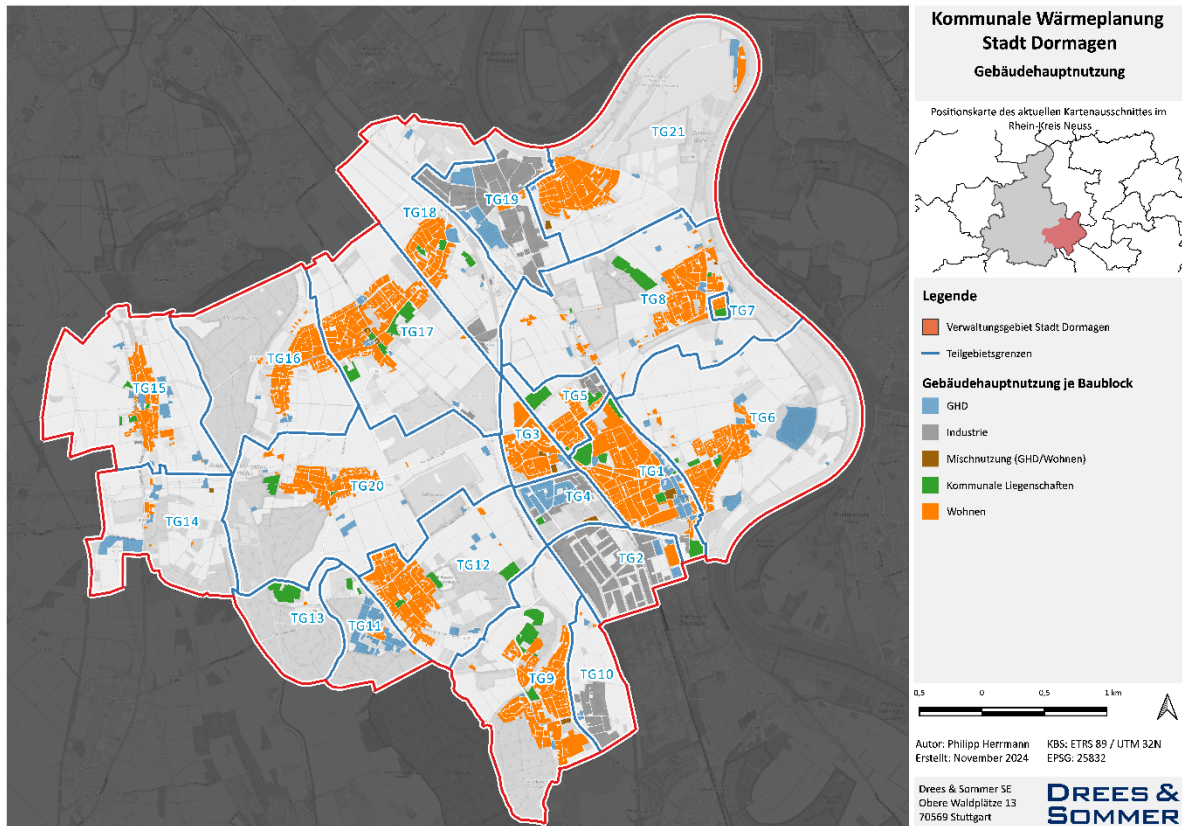 Kommunale Wärmeplanung
Stadt Dormagen
Gebäudehauptnutzung
Positionskarte des aktuellen Kartenausschnittes im
Rhein-Kreis Neuss
Legende
Verwaltungsgebiet Stadt Dormagen
Teilgebietsgrenzen
Gebäudehauptnutzung je Baublock
GHD
Industrie
Mischnutzung (GHD/Wohnen)
Kommunale Liegenschaften
Wohnen
0,5 0 0,5 1 km
Autor: Philipp Herrmann KBS: ETRS 89 / UTM 32N
Erstellt: November 2024 EPSG: 25832
Drees & Sommer SE
Obere Waldplätze 13
70569 Stuttgart
DREES &
SOMMER
TG21
TG19
TG18
TG8
TG7
TG17
TG16
TG15
TG5
TG6
TG3
TG1
TG20
TG4
TG14
TG12
TG2
TG13
TG11
TG9
TG10